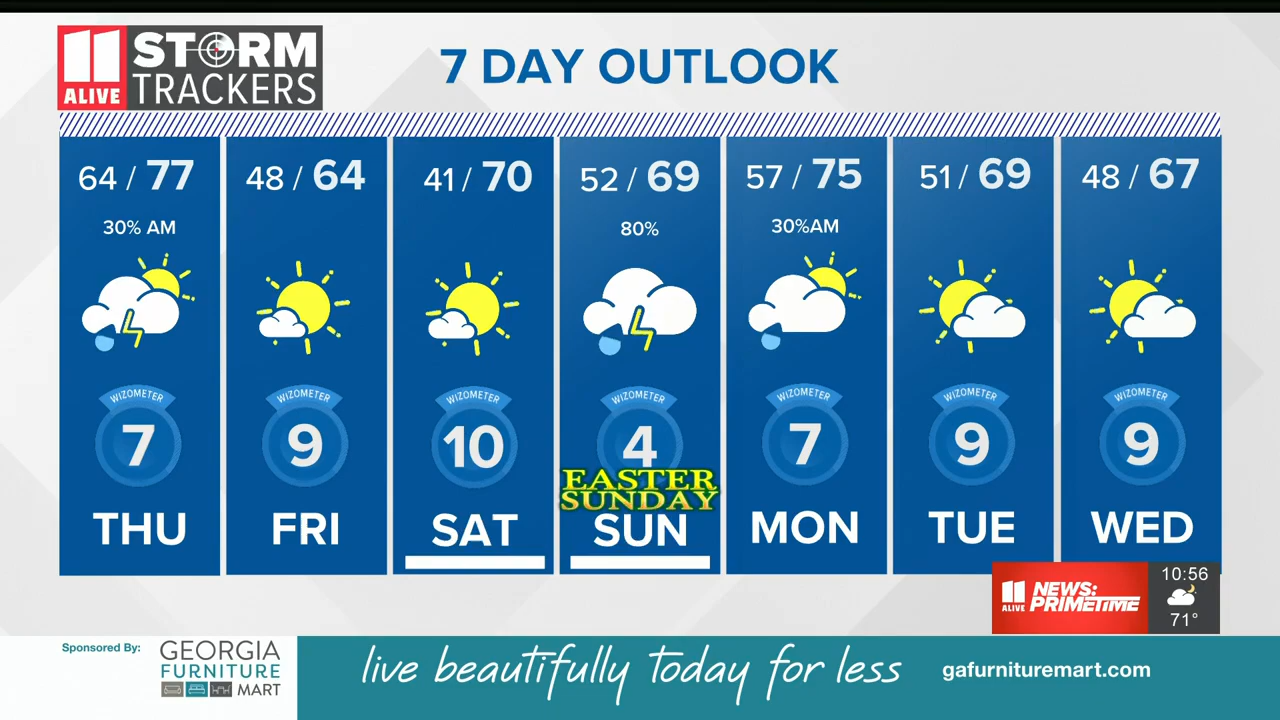 11 ALIVE STORM TRACKERS
7 DAY OUTLOOK
64 / 77
48 / 64
41 / 70
52 / 69
57 / 75
51 / 69
48 / 67
30% AM
80%
30%AM
WIZOMETER
WIZOMETER
WIZOMETER
WIZOMETER
WIZOMETER
WIZOMETER
WIZOMETER
7
9
10
4
7
9
9
EASTER
SUNDAY
THU
FRI
SAT
SUN
MON
TUE
WED
11 ALIVE
NEWS:
PRIMETIME
10:56
71°
Sponsored By:
GEORGIA
FURNITURE
MART
live beautifully today for less
gafurnituremart.com